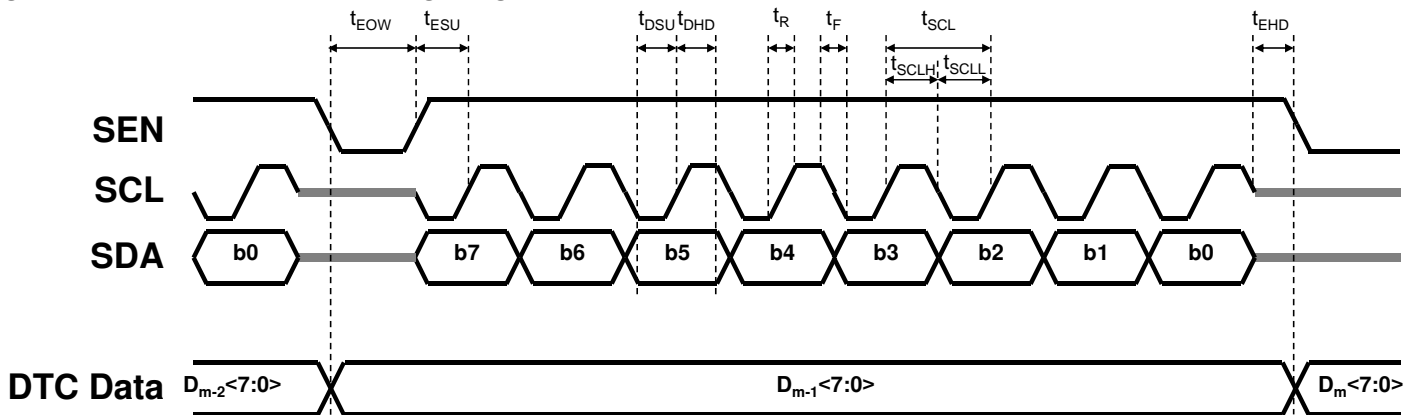 tEOW tESU tDSU tDHD tR tF tSCL tEHD
tSCLH tSCLL
SEN
SCL
SDA b0 b7 b6 b5 b4 b3 b2 b1 b0
DTC Data Dm-2<7:0> Dm-1<7:0> Dm<7:0>